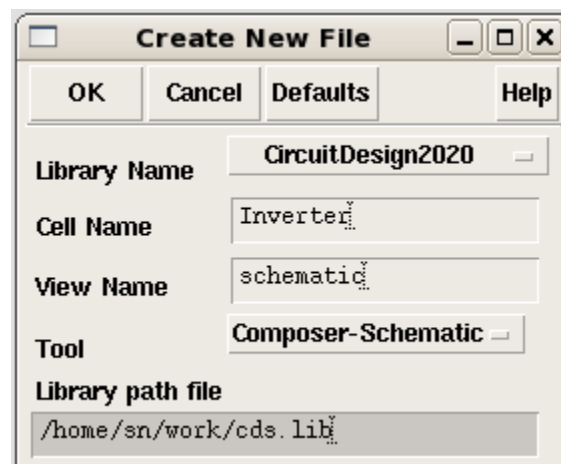 Create New File
OK Cancel Defaults Help
Library Name CircuitDesign2020
Cell Name Inverter
View Name schematic
Tool Composer-Schematic
Library path file
/home/sn/work/cds.lib